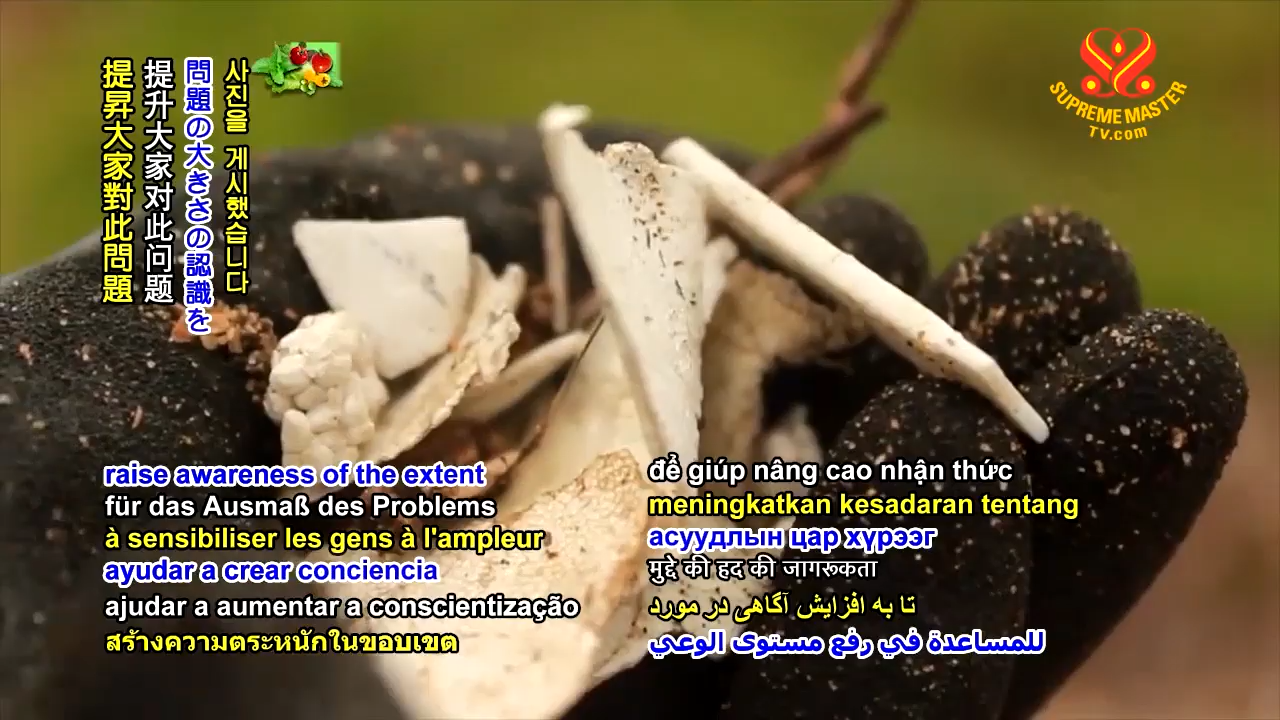 提昇大家對此問題
提升大家对此问题
問題の大きさの認識を
사진을 게시했습니다
SUPREME MASTER
TV.com
raise awareness of the extent
für das Ausmaß des Problems
à sensibiliser les gens à l'ampleur
ayudar a crear conciencia
ajudar a aumentar a conscientização
สร้างความตระหนักในขอบเขต
để giúp nâng cao nhận thức
meningkatkan kesadaran tentang
асуудлын цар хүрээг
मुद्दे की हद की जागरूकता
تا به افزایش آگاهی در مورد
للمساعدة في رفع مستوى الوعي